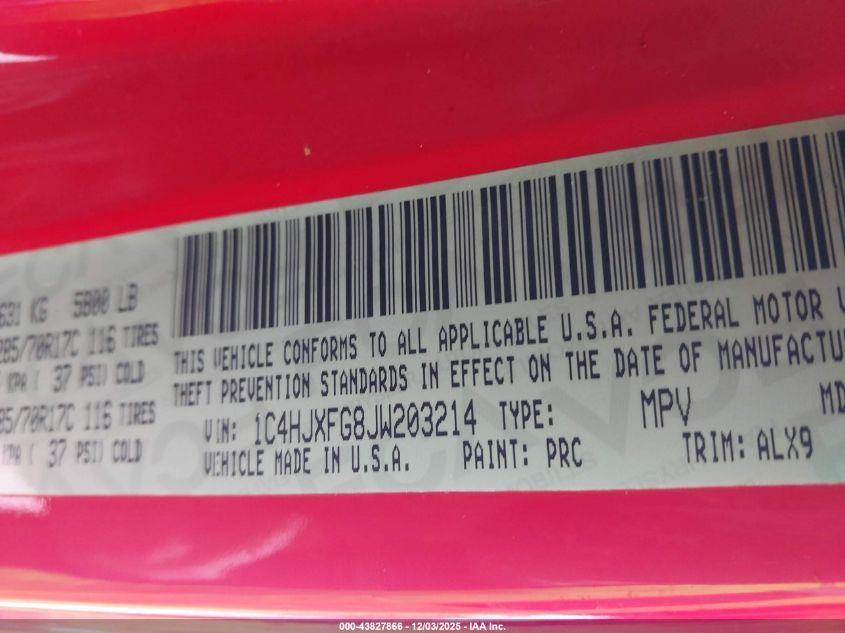 631 KG 5800 LB
285/70R17C 116 TIRES
KPA ( 37 PSI) COLD
85/70R17C 116 TIRES
KPA ( 37 PSI) COLD
THIS VEHICLE CONFORMS TO ALL APPLICABLE U.S.A. FEDERAL MOTOR V
THEFT PREVENTION STANDARDS IN EFFECT ON THE DATE OF MANUFACTU
VIN: 1C4HJXFG8JW203214 TYPE: MPV MD
VEHICLE MADE IN U.S.A. PAINT: PRC TRIM: ALX9
000-43827866 - 12/03/2025 - IAA Inc.